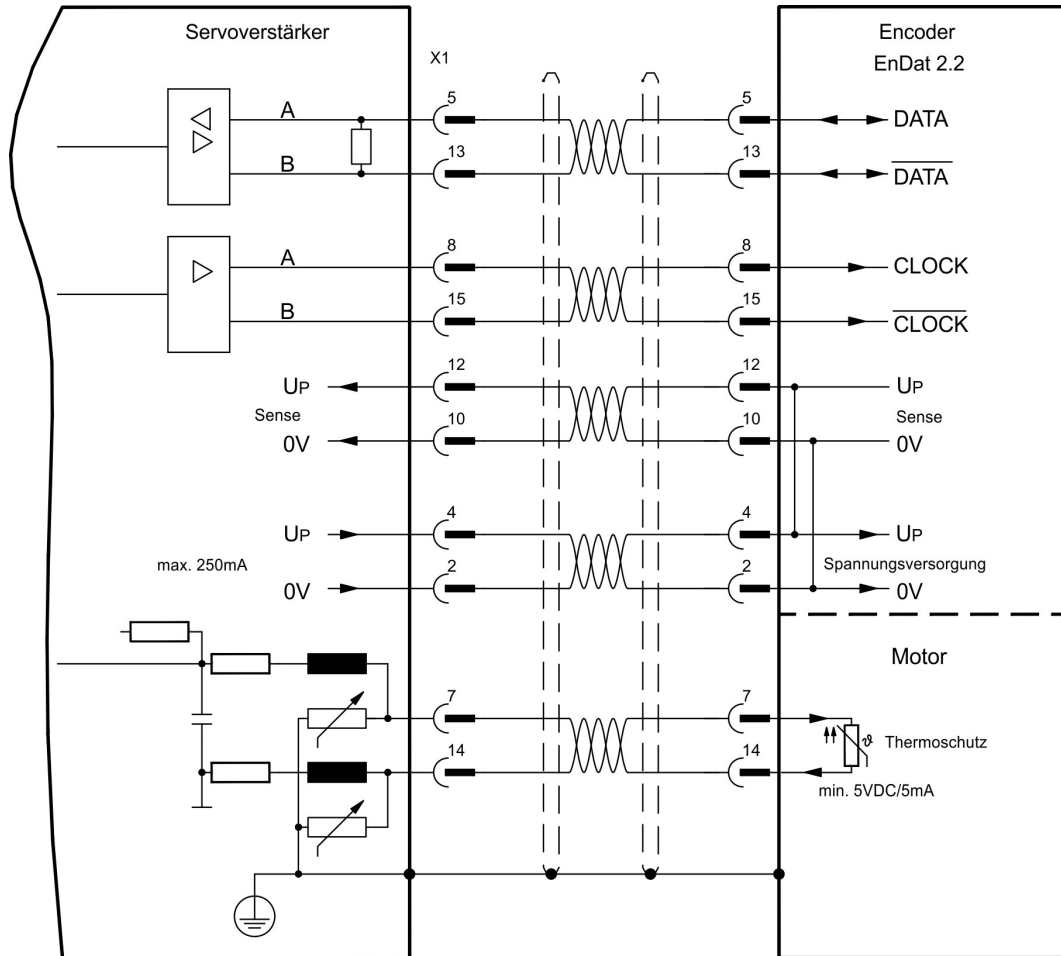 Servoverstärker
X1
Encoder
EnDat 2.2
A 5 5 DATA
B 13 13 DATA
A 8 8 CLOCK
B 15 15 CLOCK
UP 12 12 UP
Sense Sense
0V 10 10 0V
UP 4 4 UP
max. 250mA Spannungsversorgung
0V 2 2 0V
Motor
7 7
ϑ Thermoschutz
14 14
min. 5VDC/5mA